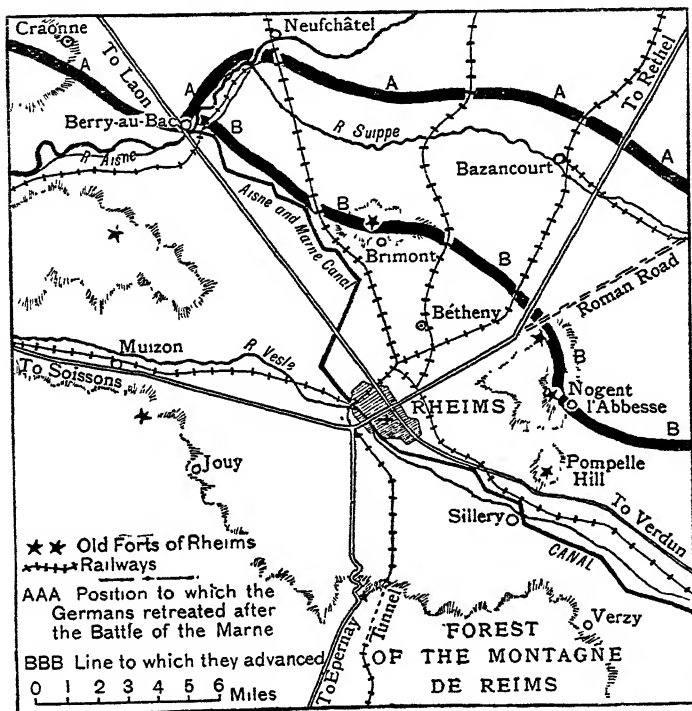 Craonne
Neufchâtel
To Laon
A
A
A
A
A
To Rethel
Berry-au-Bac
B
R Aisne
R Suippe
Bazancourt
Aisne and Marne Canal
B
B
Brimont
Roman Road
Bétheny
Muizon
R Vesle
To Soissons
B
RHEIMS
Nogent
l'Abbesse
B
Jouy
Pompelle
Hill
Sillery
To Verdun
CANAL
★ ★ Old Forts of Rheims
Railways
AAA Position to which the
Germans retreated after
the Battle of the Marne
BBB Line to which they advanced
0 1 2 3 4 5 6 Miles
To Epernay
Tunnel
Verzy
FOREST
OF THE MONTAGNE
DE REIMS